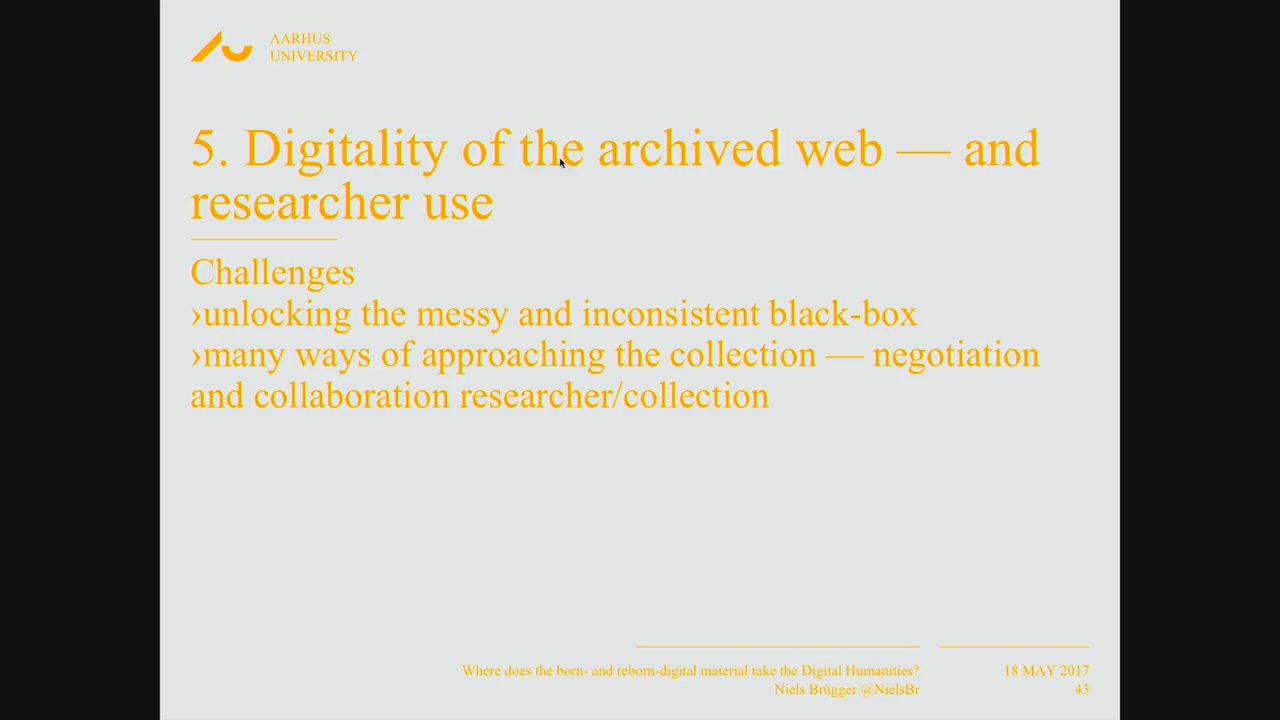 AARHUS
UNIVERSITY
5. Digitality of the archived web — and
researcher use
Challenges
›unlocking the messy and inconsistent black-box
›many ways of approaching the collection — negotiation
and collaboration researcher/collection
Where does the born- and reborn-digital material take the Digital Humanities?
Niels Brügger @NielsBr
18 MAY 2017
43